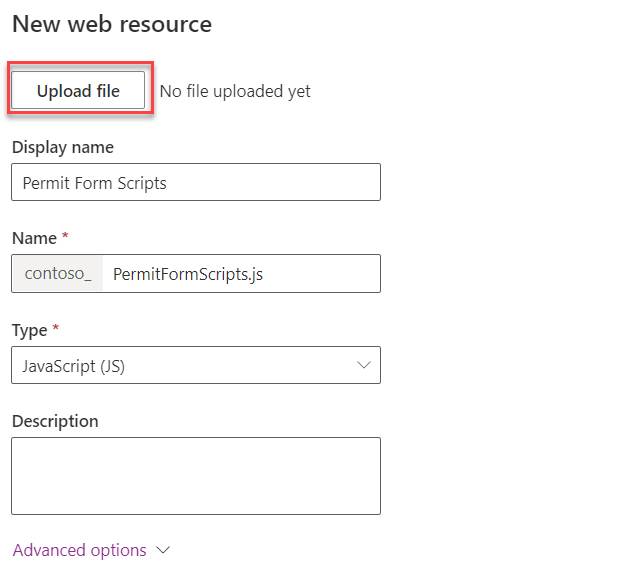 New web resource
Upload file No file uploaded yet
Display name
Permit Form Scripts
Name *
contoso_ PermitFormScripts.js
Type *
JavaScript (JS)
Description
Advanced options